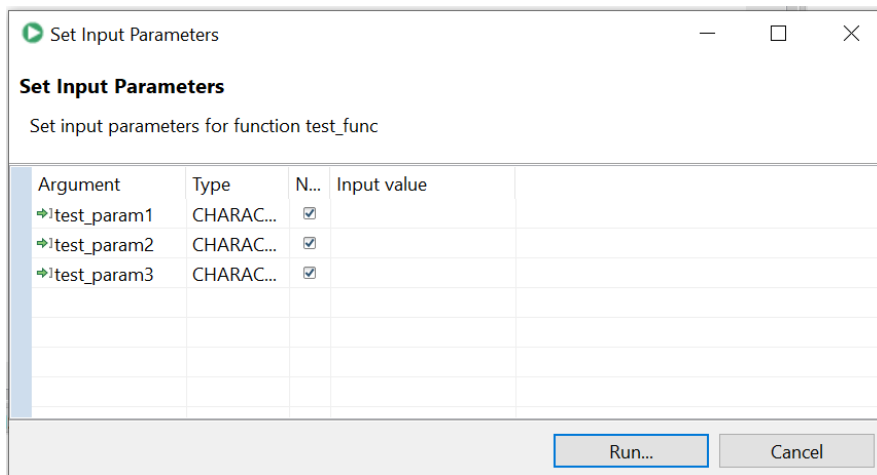 Set Input Parameters
Set Input Parameters
Set input parameters for function test_func
Argument Type N... Input value
test_param1 CHARAC...
test_param2 CHARAC...
test_param3 CHARAC...
Run... Cancel